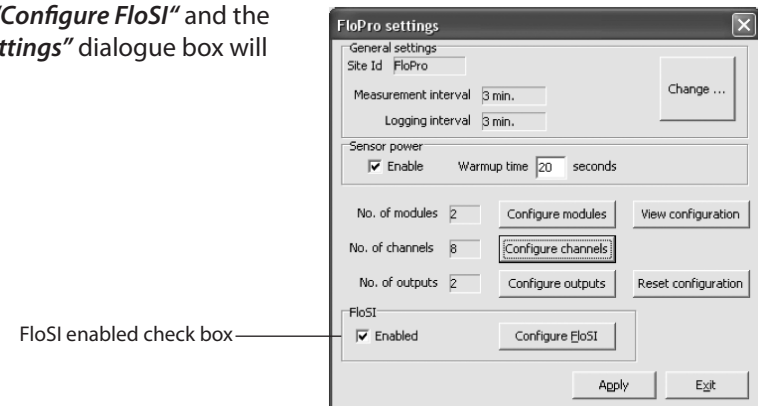 "Configure FloSI“ and the
ttings” dialogue box will
FloPro settings
General settings
Site Id FloPro
Measurement interval 3 min.
Logging interval 3 min.
Change ...
Sensor power
Enable Warmup time 20 seconds
No. of modules 2 Configure modules View configuration
No. of channels 8 Configure channels
No. of outputs 2 Configure outputs Reset configuration
FloSI
FloSI enabled check box
Enabled Configure FloSI
Apply Exit